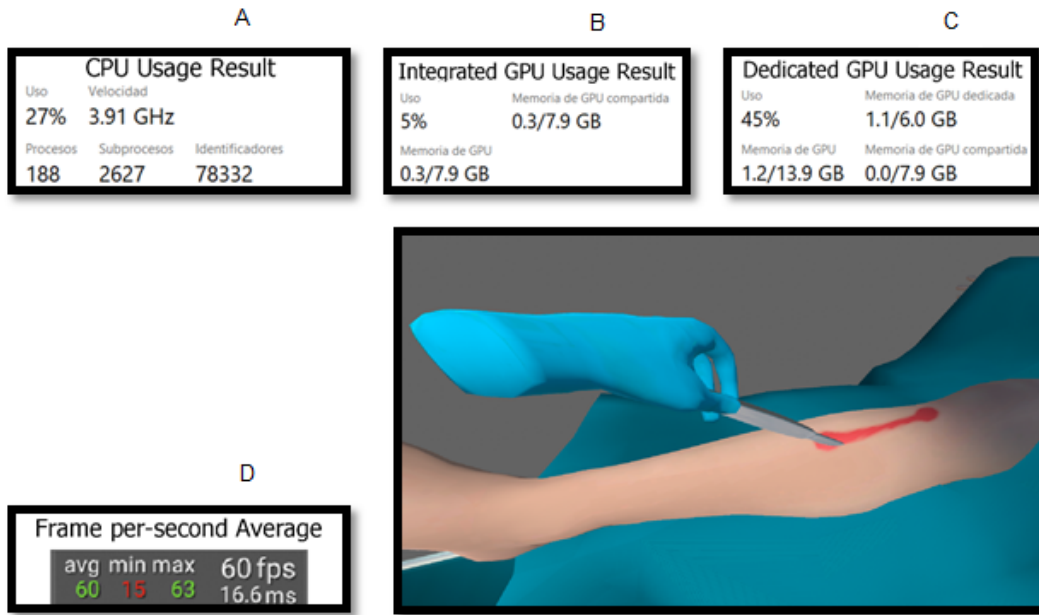 A
B
C
CPU Usage Result
Uso Velocidad
27% 3.91 GHz
Procesos Subprocesos Identificadores
188 2627 78332
Integrated GPU Usage Result
Uso Memoria de GPU compartida
5% 0.3/7.9 GB
Memoria de GPU
0.3/7.9 GB
Dedicated GPU Usage Result
Uso Memoria de GPU dedicada
45% 1.1/6.0 GB
Memoria de GPU Memoria de GPU compartida
1.2/13.9 GB 0.0/7.9 GB
D
Frame per-second Average
avg min max 60 fps
60 15 63 16.6 ms